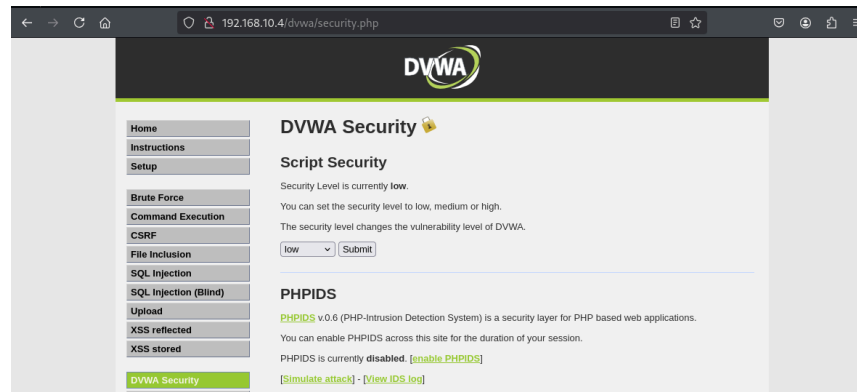 192.168.10.4/dvwa/security.php
DVWA
Home
Instructions
Setup
Brute Force
Command Execution
CSRF
File Inclusion
SQL Injection
SQL Injection (Blind)
Upload
XSS reflected
XSS stored
DVWA Security
DVWA Security
Script Security
Security Level is currently low.
You can set the security level to low, medium or high.
The security level changes the vulnerability level of DVWA.
low Submit
PHPIDS
PHPIDS v.0.6 (PHP-Intrusion Detection System) is a security layer for PHP based web applications.
You can enable PHPIDS across this site for the duration of your session.
PHPIDS is currently disabled. [enable PHPIDS]
[Simulate attack] - [View IDS log]